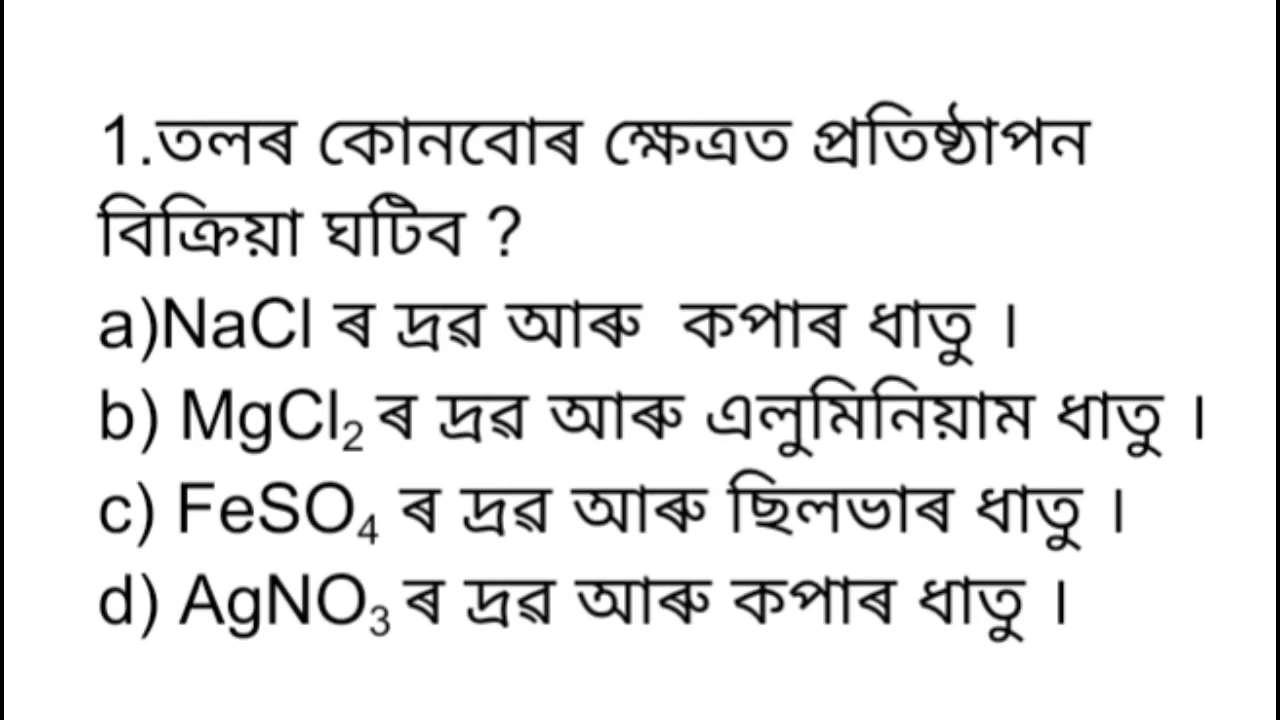 1.তলৰ কোনবোৰ ক্ষেত্ৰত প্ৰতিষ্ঠাপন
বিক্ৰিয়া ঘটিব ?
a)NaCl ৰ দ্ৰৱ আৰু কপাৰ ধাতু ।
b) MgCl₂ ৰ দ্ৰৱ আৰু এলুমিনিয়াম ধাতু ।
c) FeSO₄ ৰ দ্ৰৱ আৰু ছিলভাৰ ধাতু ।
d) AgNO₃ ৰ দ্ৰৱ আৰু কপাৰ ধাতু ।